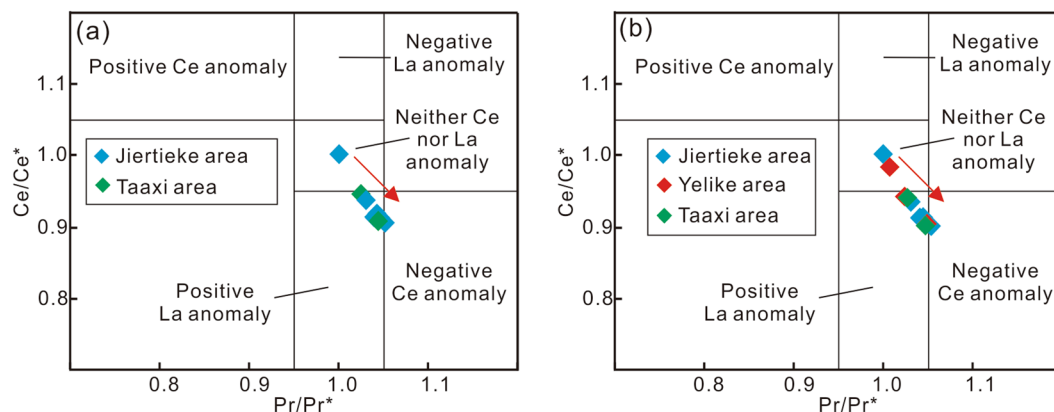 (a)
Positive Ce anomaly
Negative
La anomaly
Neither Ce
nor La
anomaly
Jiertieke area
Taaxi area
Positive
La anomaly
Negative
Ce anomaly
1.1
1.0
0.9
0.8
Ce/Ce*
0.8
0.9
1.0
1.1
Pr/Pr*
(b)
Positive Ce anomaly
Negative
La anomaly
Neither Ce
nor La
anomaly
Jiertieke area
Yelike area
Taaxi area
Positive
La anomaly
Negative
Ce anomaly
1.1
1.0
0.9
0.8
Ce/Ce*
0.8
0.9
1.0
1.1
Pr/Pr*